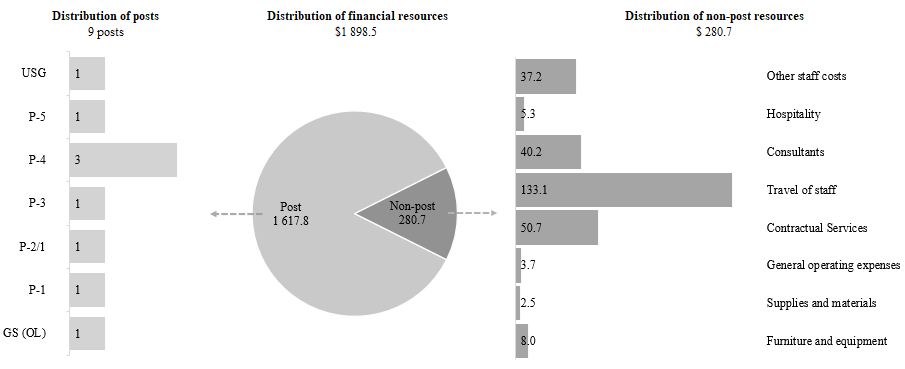 Distribution of posts
9 posts
USG 1
P-5 1
P-4 3
P-3 1
P-2/1 1
P-1 1
GS (OL) 1
Distribution of financial resources
$1 898.5
Post
1 617.8
Non-post
280.7
Distribution of non-post resources
$ 280.7
37.2 Other staff costs
5.3 Hospitality
40.2 Consultants
133.1 Travel of staff
50.7 Contractual Services
3.7 General operating expenses
2.5 Supplies and materials
8.0 Furniture and equipment